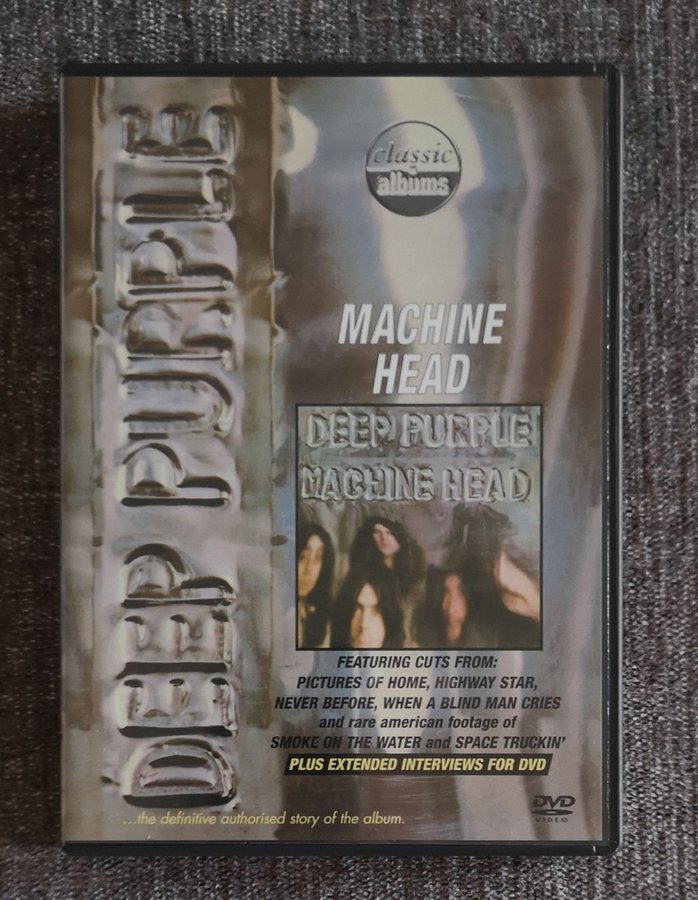 DEEP PURPLE
classic
albums
MACHINE
HEAD
DEEP PURPLE
MACHINE HEAD
FEATURING CUTS FROM:
PICTURES OF HOME, HIGHWAY STAR,
NEVER BEFORE, WHEN A BLIND MAN CRIES
and rare american footage of
SMOKE ON THE WATER and SPACE TRUCKIN'
PLUS EXTENDED INTERVIEWS FOR DVD
...the definitive authorised story of the album.
DVD
VIDEO